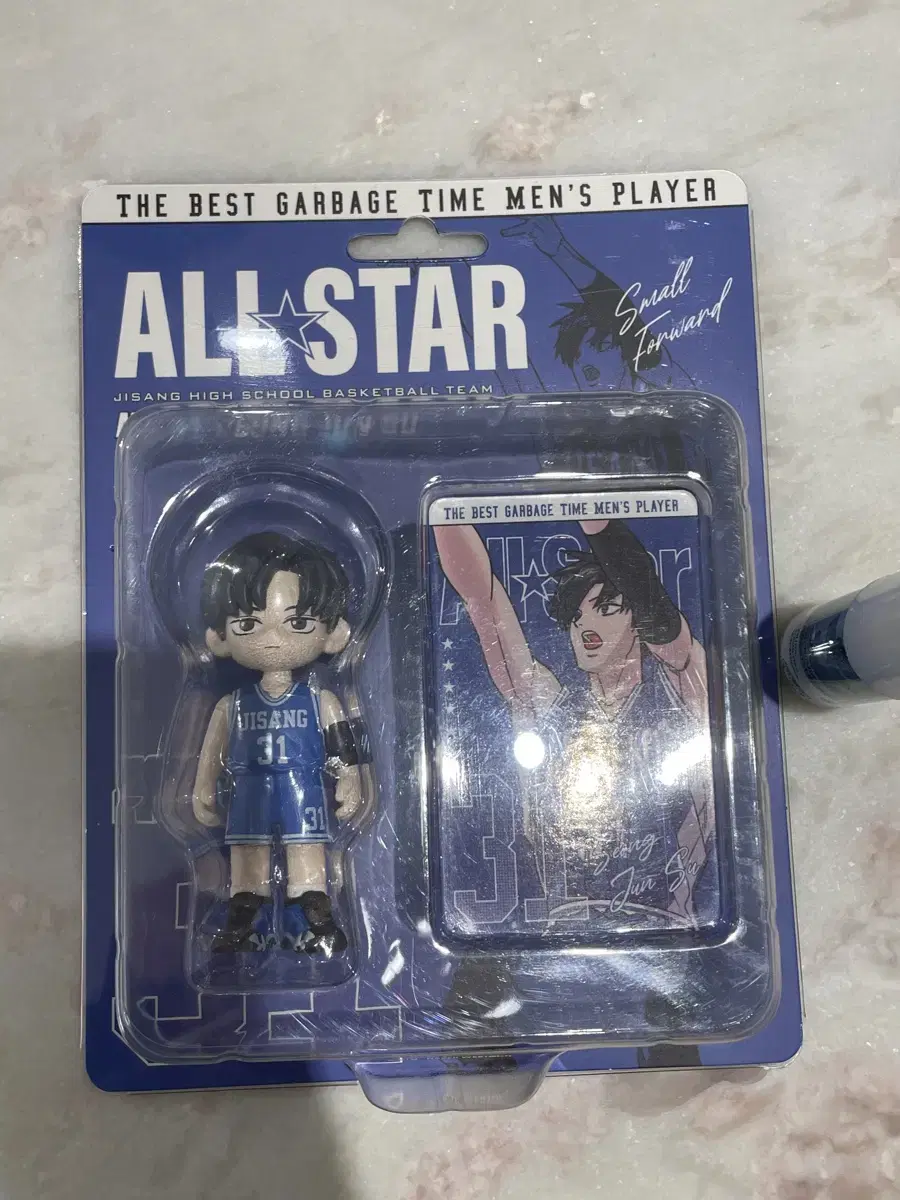 THE BEST GARBAGE TIME MEN'S PLAYER
ALL☆STAR
Small
Forward
JISANG HIGH SCHOOL BASKETBALL TEAM
THE BEST GARBAGE TIME MEN'S PLAYER
All☆Star
JISANG
31
31
31
Jeong
Jun Su